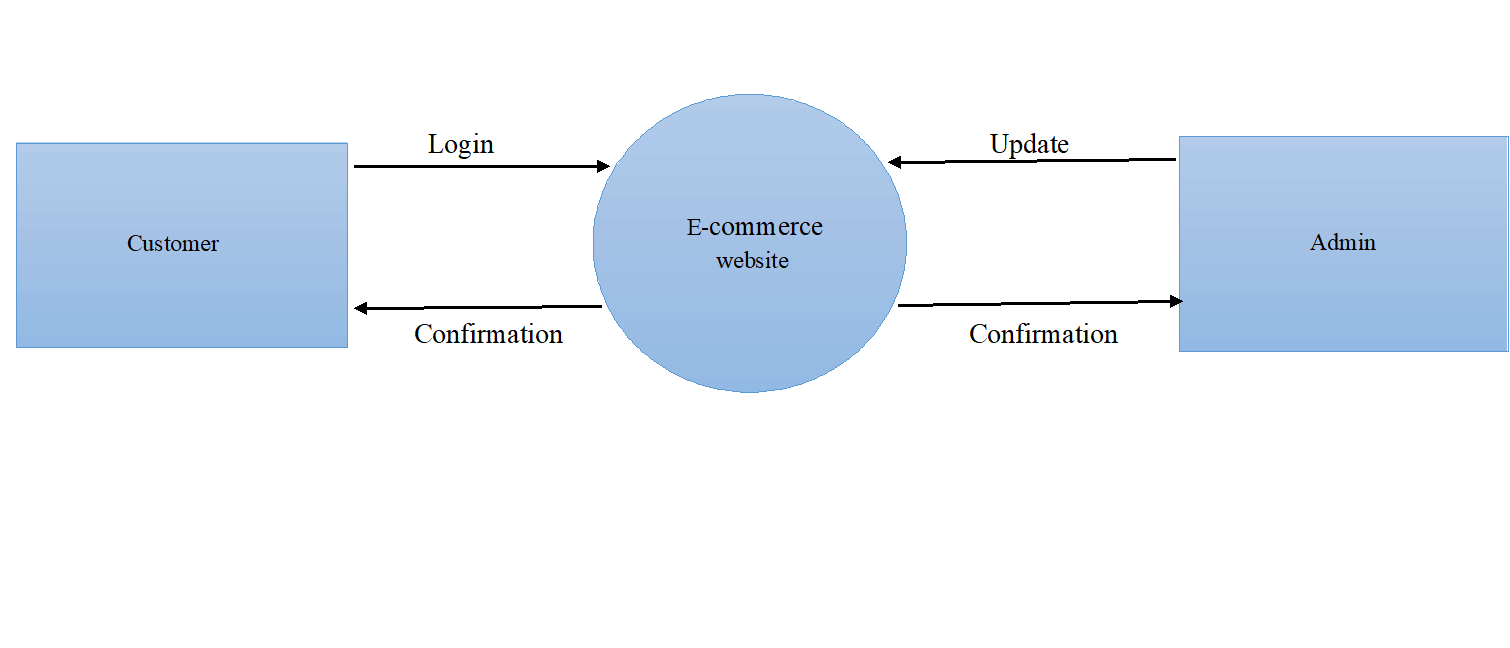 Login
Update
Customer
E-commerce
website
Admin
Confirmation
Confirmation